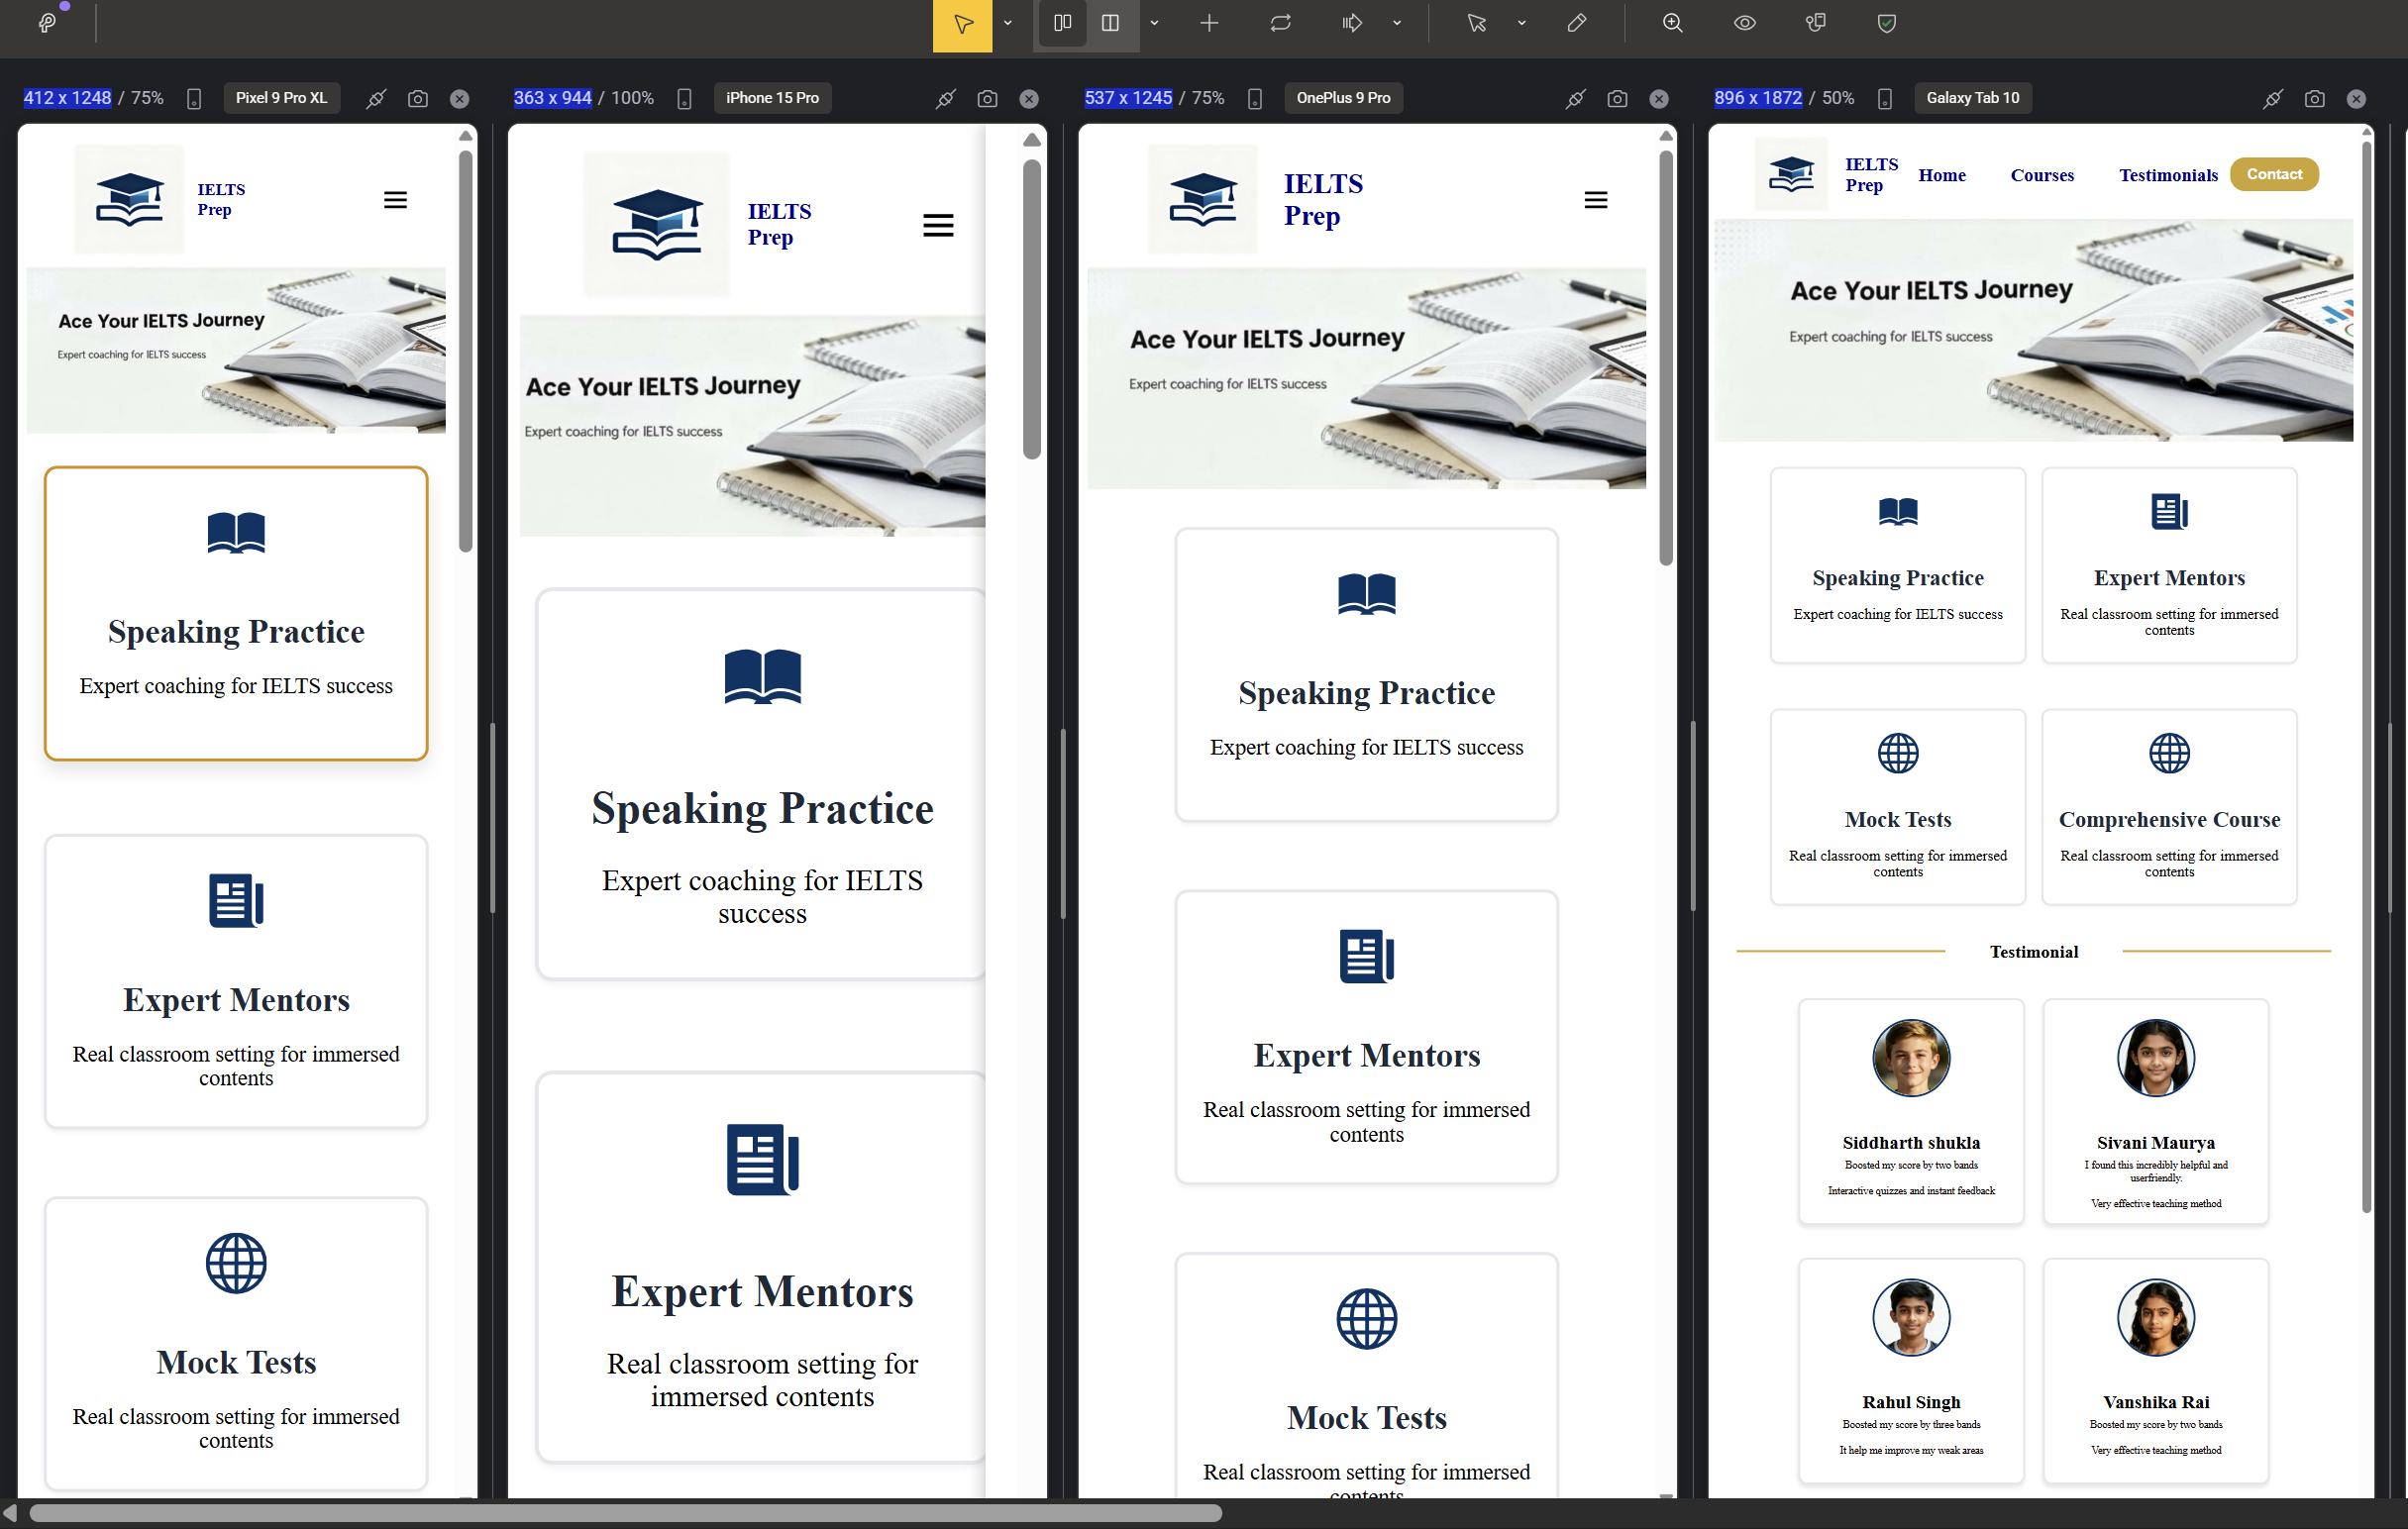 412 x 1248 / 75%
Pixel 9 Pro XL
363 x 944 / 100%
iPhone 15 Pro
537 x 1245 / 75%
OnePlus 9 Pro
896 x 1872 / 50%
Galaxy Tab 10
IELTS
Prep
Ace Your IELTS Journey
Expert coaching for IELTS success
Speaking Practice
Expert coaching for IELTS success
Expert Mentors
Real classroom setting for immersed
contents
Mock Tests
Real classroom setting for immersed
contents
IELTS
Prep
Ace Your IELTS Journey
Expert coaching for IELTS success
Speaking Practice
Expert coaching for IELTS
success
Expert Mentors
Real classroom setting for
immersed contents
IELTS
Prep
Ace Your IELTS Journey
Expert coaching for IELTS success
Speaking Practice
Expert coaching for IELTS success
Expert Mentors
Real classroom setting for immersed
contents
Mock Tests
Real classroom setting for immersed
contents
IELTS
Prep
Home
Courses
Testimonials
Contact
Ace Your IELTS Journey
Expert coaching for IELTS success
Speaking Practice
Expert coaching for IELTS success
Expert Mentors
Real classroom setting for immersed
contents
Mock Tests
Real classroom setting for immersed
contents
Comprehensive Course
Real classroom setting for immersed
contents
Testimonial
Siddharth shukla
Boosted my score by two bands
Interactive quizzes and instant feedback
Sivani Maurya
I found this incredibly helpful and
userfriendly.
Very effective teaching method
Rahul Singh
Boosted my score by three bands
It help me improve my weak areas
Vanshika Rai
Boosted my score by two bands
Very effective teaching method